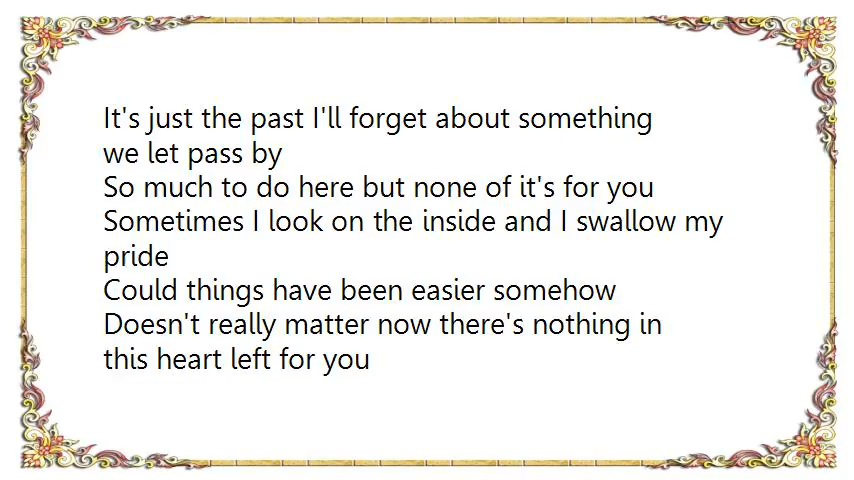 It's just the past I'll forget about something
we let pass by
So much to do here but none of it's for you
Sometimes I look on the inside and I swallow my
pride
Could things have been easier somehow
Doesn't really matter now there's nothing in
this heart left for you